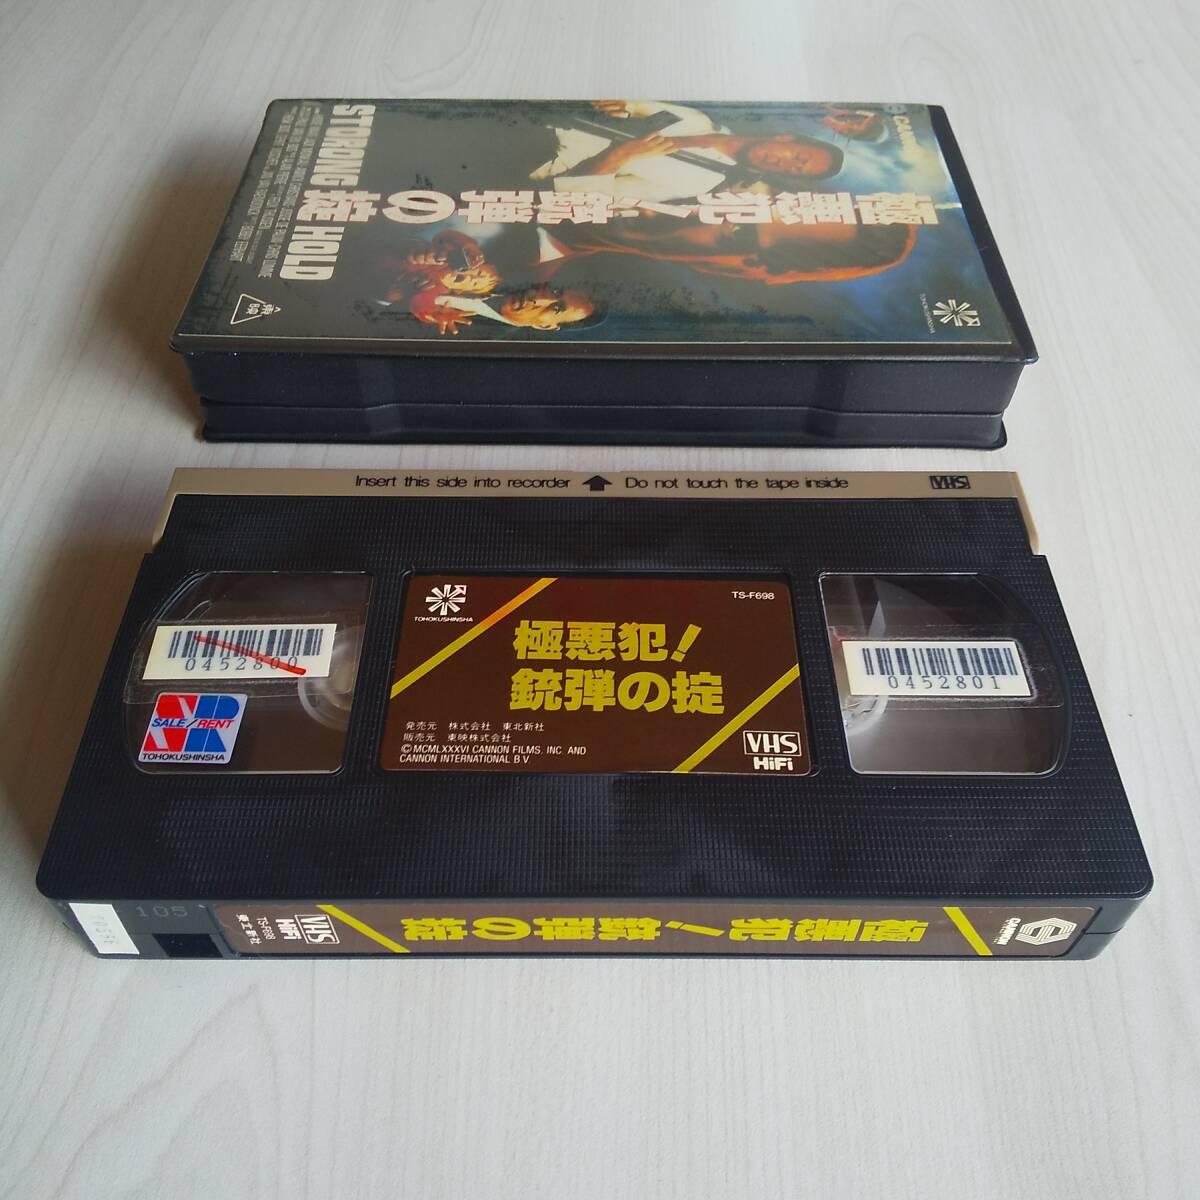 CANNON
TOHOKUSHINSHA
極悪犯!銃弾の掟
STORONG HOLD
Insert this side into recorder
Do not touch the tape inside
VHS
TOHOKUSHINSHA
TS-F698
極悪犯!
銃弾の掟
発売元 株式会社 東北新社
販売元 東映株式会社
©MCMLXXXVI CANNON FILMS, INC. AND
CANNON INTERNATIONAL B.V.
VHS
HiFi
0452800
SALE/RENT
TOHOKUSHINSHA
0452801
105
CANNON
極悪犯!銃弾の掟
VHS
HiFi
TS-F698
東北新社